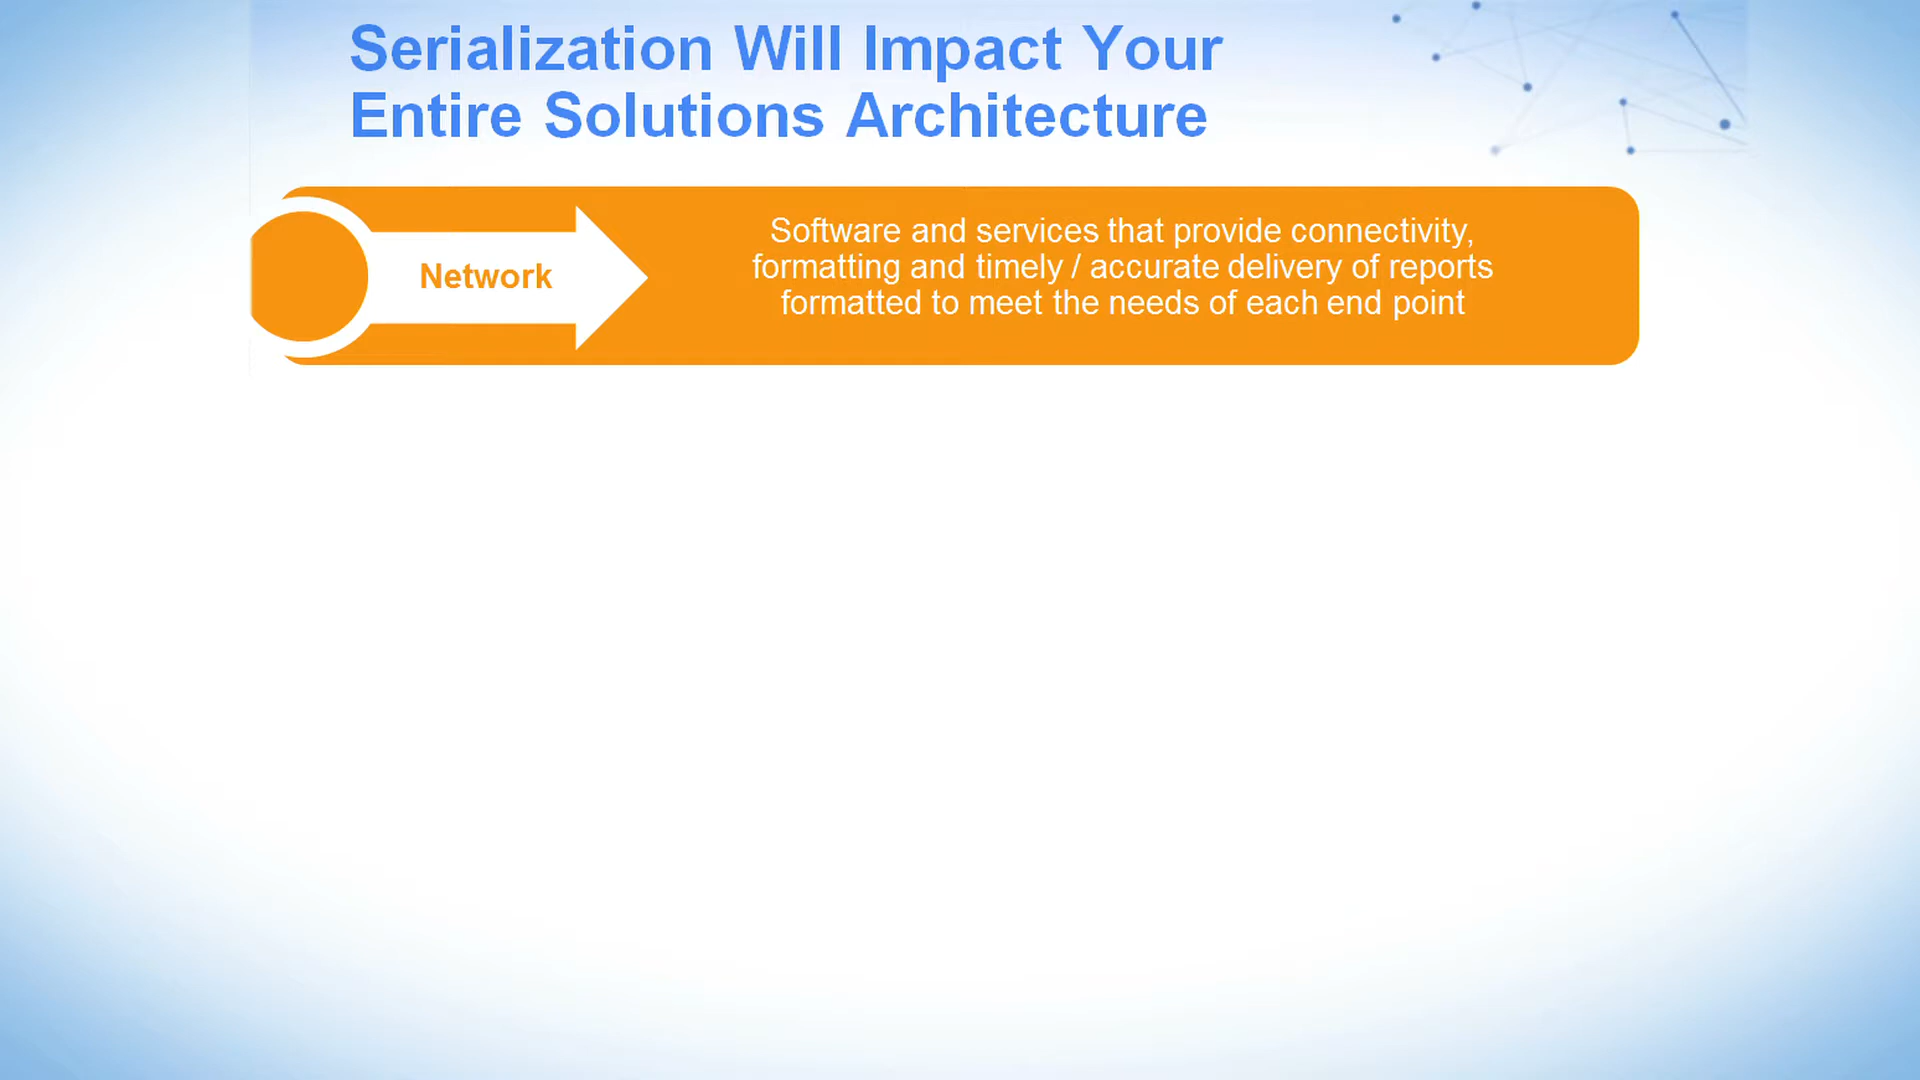 Serialization Will Impact Your
Entire Solutions Architecture
Network
Software and services that provide connectivity,
formatting and timely / accurate delivery of reports
formatted to meet the needs of each end point